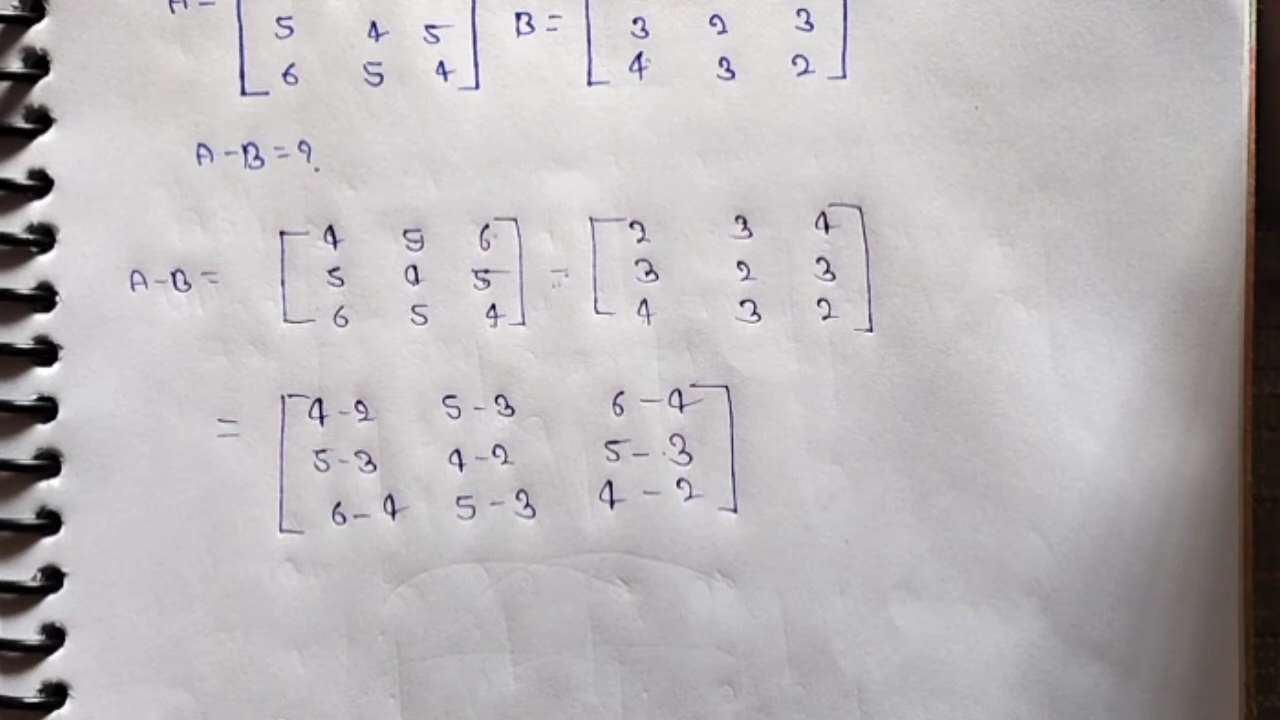 A =
5 4 5 B = 3 2 3
6 5 4 4 3 2
A-B = ?
4 5 6 2 3 4
A-B = 5 4 5 - 3 2 3
6 5 4 4 3 2
4-2 5-3 6-4
= 5-3 4-2 5-3
6-4 5-3 4-2